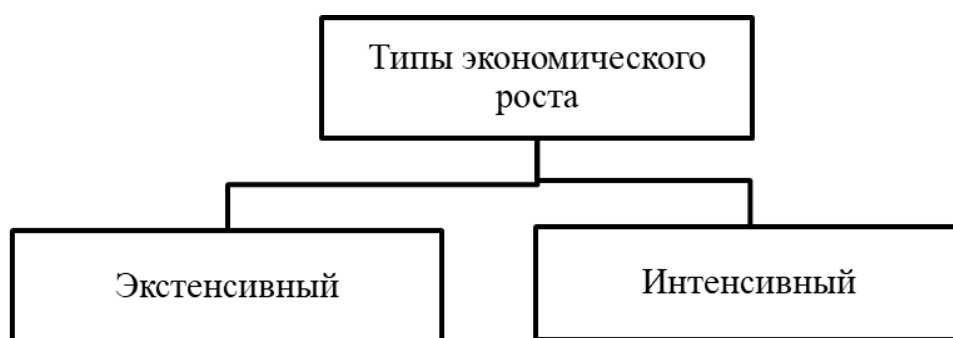 Типы экономического
роста
Экстенсивный
Интенсивный